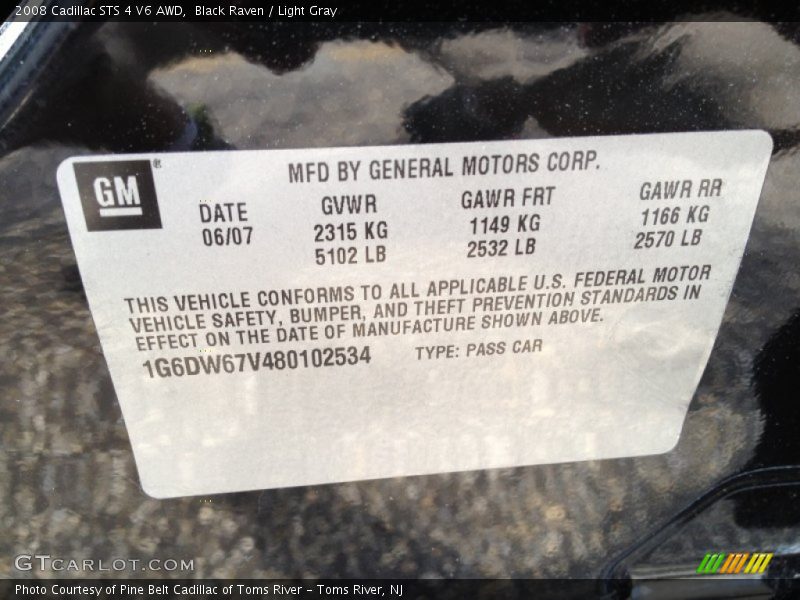 2008 Cadillac STS 4 V6 AWD, Black Raven / Light Gray
GM®
MFD BY GENERAL MOTORS CORP.
DATE GVWR GAWR FRT GAWR RR
06/07 2315 KG 1149 KG 1166 KG
5102 LB 2532 LB 2570 LB
THIS VEHICLE CONFORMS TO ALL APPLICABLE U.S. FEDERAL MOTOR
VEHICLE SAFETY, BUMPER, AND THEFT PREVENTION STANDARDS IN
EFFECT ON THE DATE OF MANUFACTURE SHOWN ABOVE.
1G6DW67V480102534 TYPE: PASS CAR
GTCARLOT.COM
Photo Courtesy of Pine Belt Cadillac of Toms River – Toms River, NJ